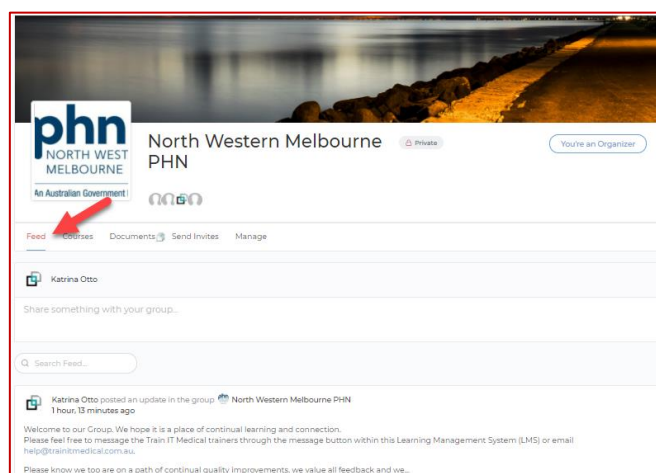 phn
NORTH WEST
MELBOURNE
An Australian Government I
North Western Melbourne
PHN
Private
You're an Organizer
Feed
Courses
Documents
Send Invites
Manage
Katrina Otto
Share something with your group...
Search Feed...
Katrina Otto posted an update in the group North Western Melbourne PHN
1 hour, 13 minutes ago
Welcome to our Group. We hope it is a place of continual learning and connection.
Please feel free to message the Train IT Medical trainers through the message button within this Learning Management System (LMS) or email
help@trainitmedical.com.au.
Please know we too are on a path of continual quality improvements, we value all feedback and we...